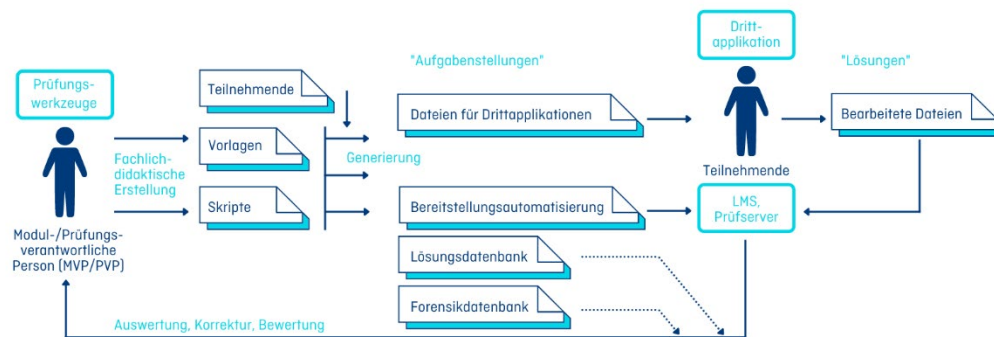 Prüfungs-
werkzeuge
Modul-/Prüfungs-
verantwortliche
Person (MVP/PVP)
Fachlich-
didaktische
Erstellung
Teilnehmende
Vorlagen
Skripte
Generierung
"Aufgabenstellungen"
Dateien für Drittapplikationen
Bereitstellungsautomatisierung
Lösungsdatenbank
Forensikdatenbank
Dritt-
applikation
Teilnehmende
LMS,
Prüfserver
"Lösungen"
Bearbeitete Dateien
Auswertung, Korrektur, Bewertung